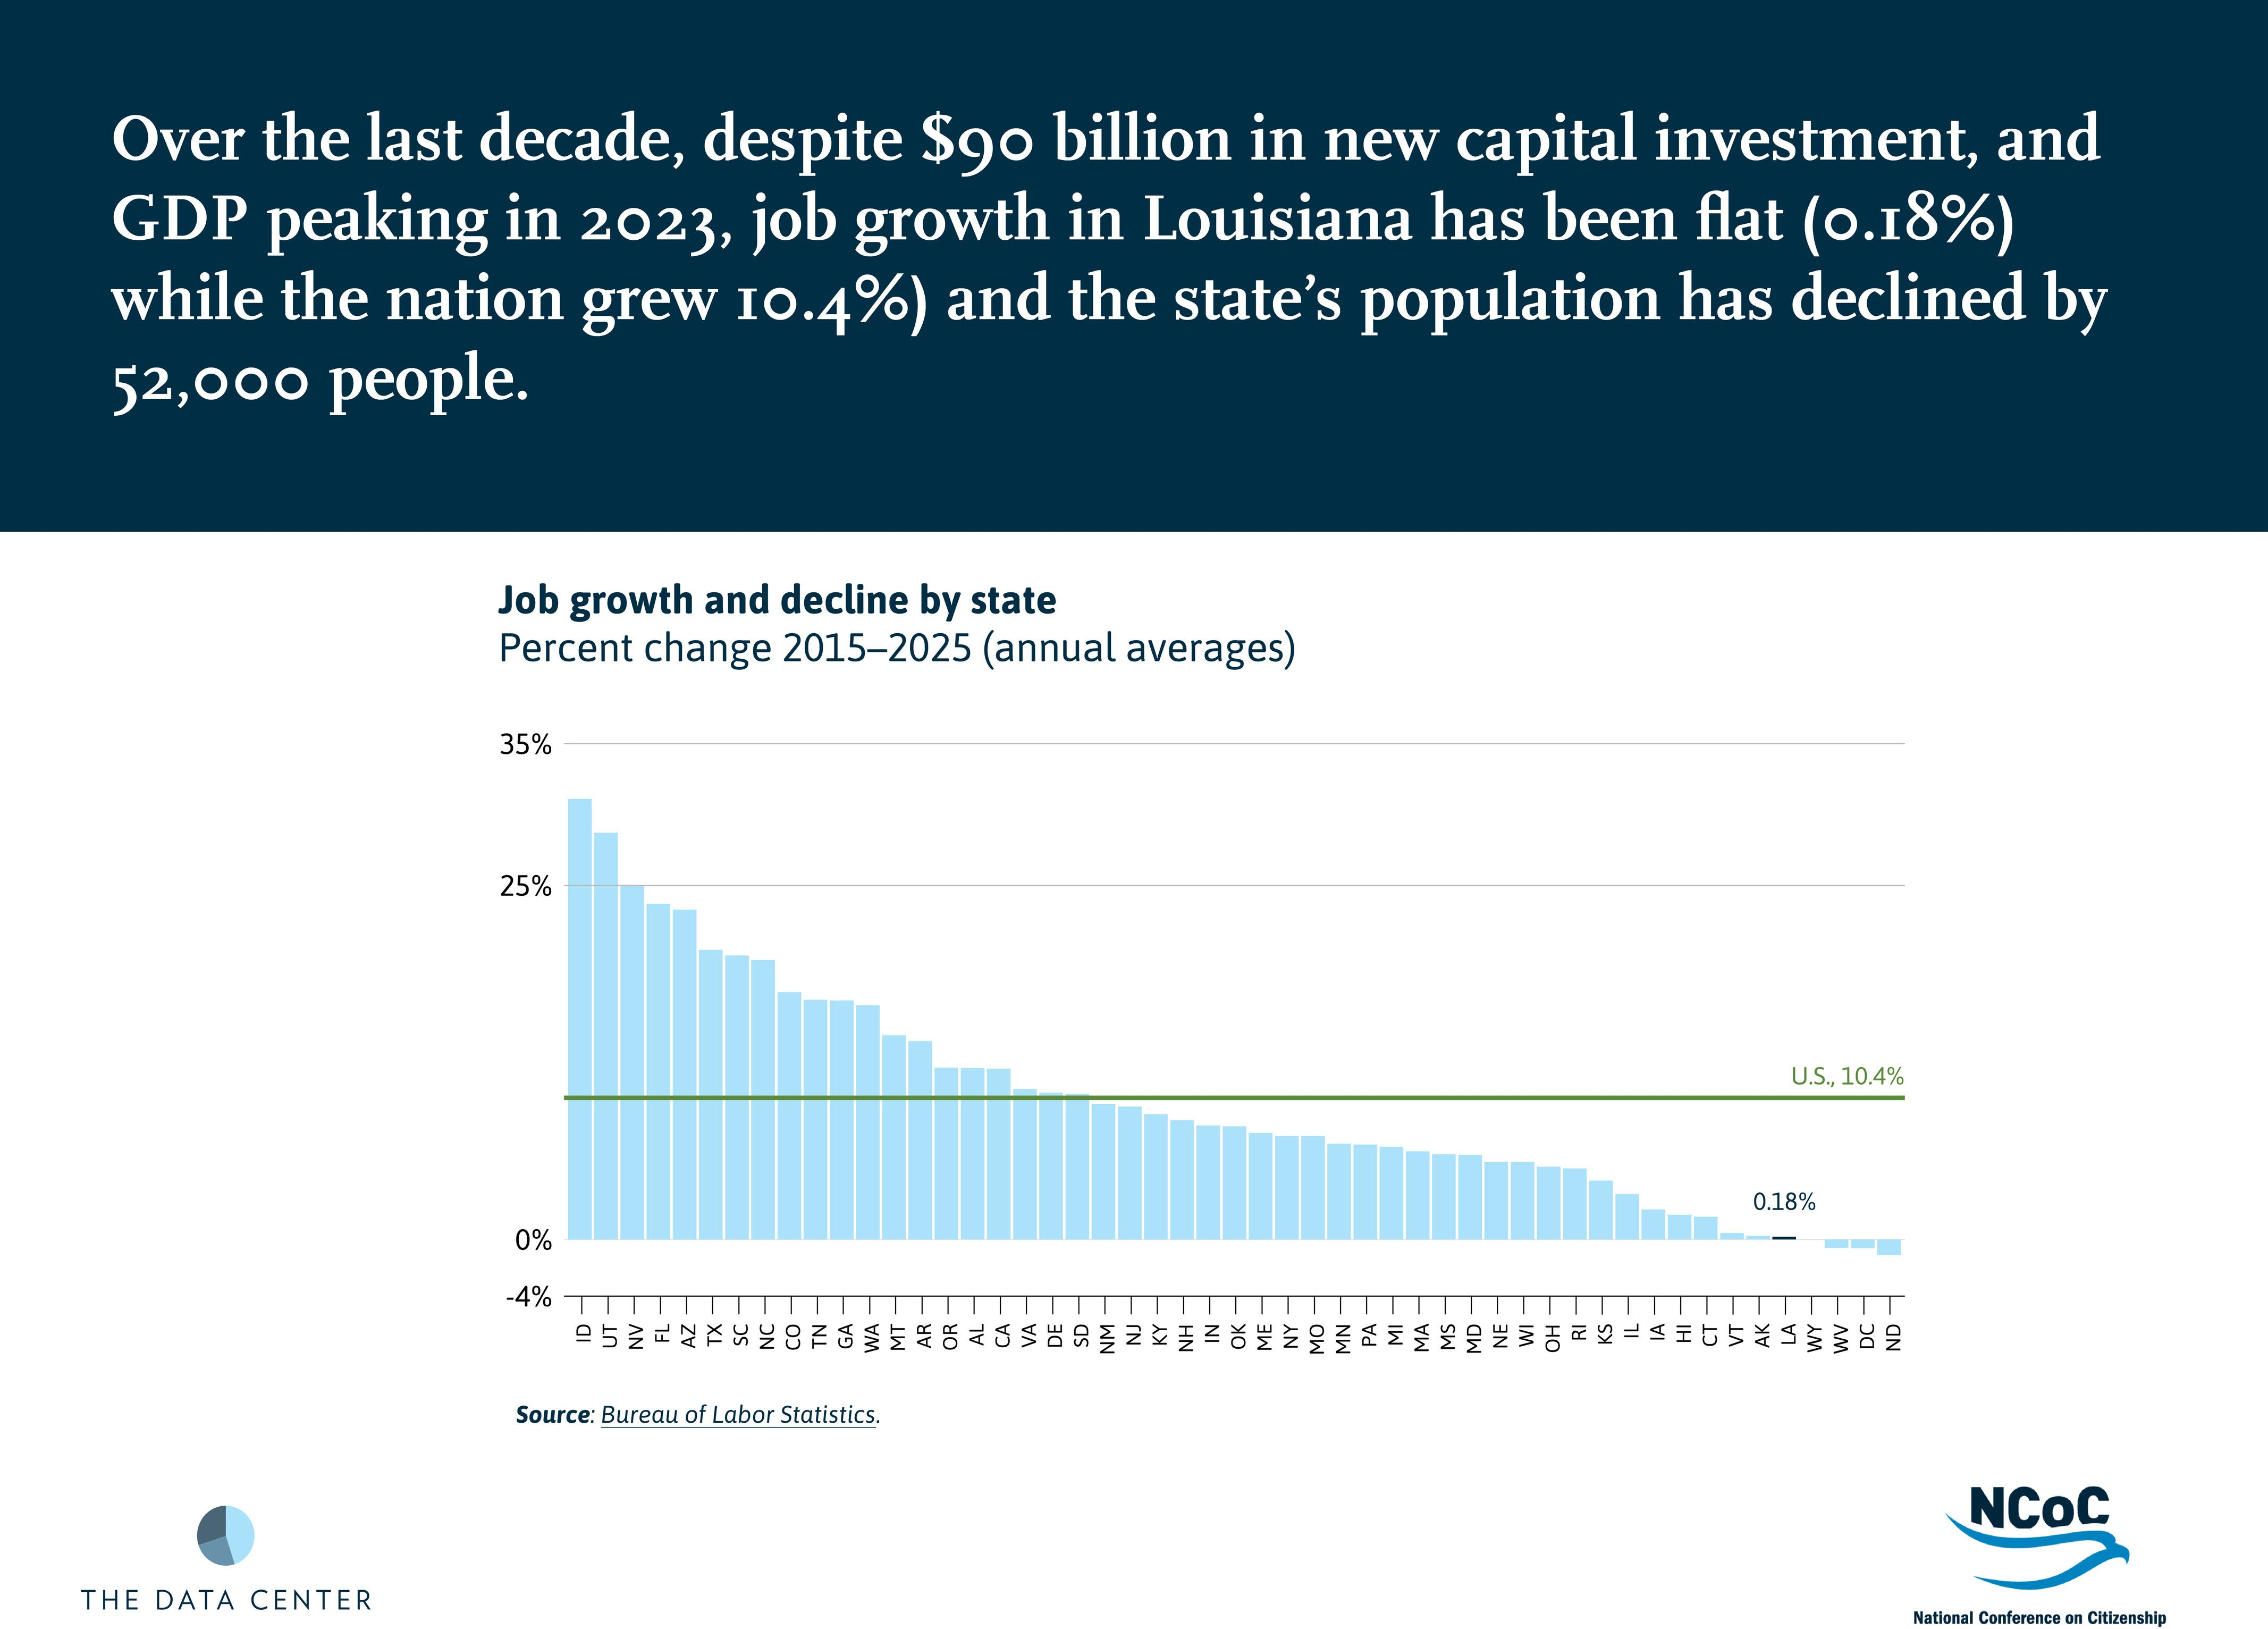 Over the last decade, despite $90 billion in new capital investment, and
GDP peaking in 2023, job growth in Louisiana has been flat (0.18%)
while the nation grew 10.4%) and the state’s population has declined by
52,000 people.
Job growth and decline by state
Percent change 2015–2025 (annual averages)
35%
25%
U.S., 10.4%
0.18%
0%
-4%
ID UT NV FL AZ TX SC NC CO TN GA WA MT AR OR AL CA VA DE SD NM NJ KY NH IN OK ME NY MO MN PA MI MA MS MD NE WI OH RI KS IL IA HI CT VT AK LA WY WV DC ND
Source: Bureau of Labor Statistics.
THE DATA CENTER
NCoC
National Conference on Citizenship